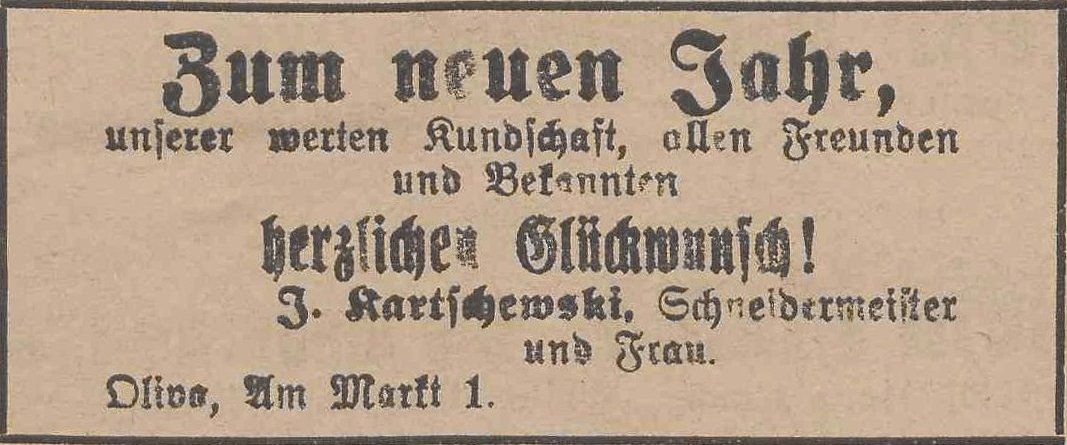 Zum neuen Jahr,
unserer werten Kundschaft, allen Freunden
und Bekannten
herzlichen Glückwunsch!
J. Kartschewski, Schneidermeister
und Frau.
Oliva, Am Markt 1.